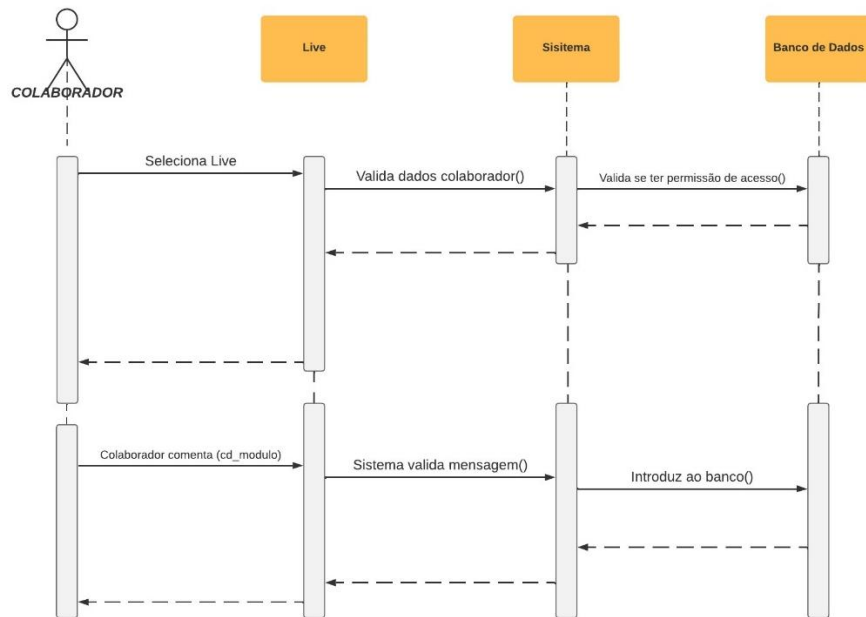 Live
Sisitema
Banco de Dados
COLABORADOR
Seleciona Live
Valida dados colaborador()
Valida se ter permissão de acesso()
Colaborador comenta (cd_modulo)
Sistema valida mensagem()
Introduz ao banco()